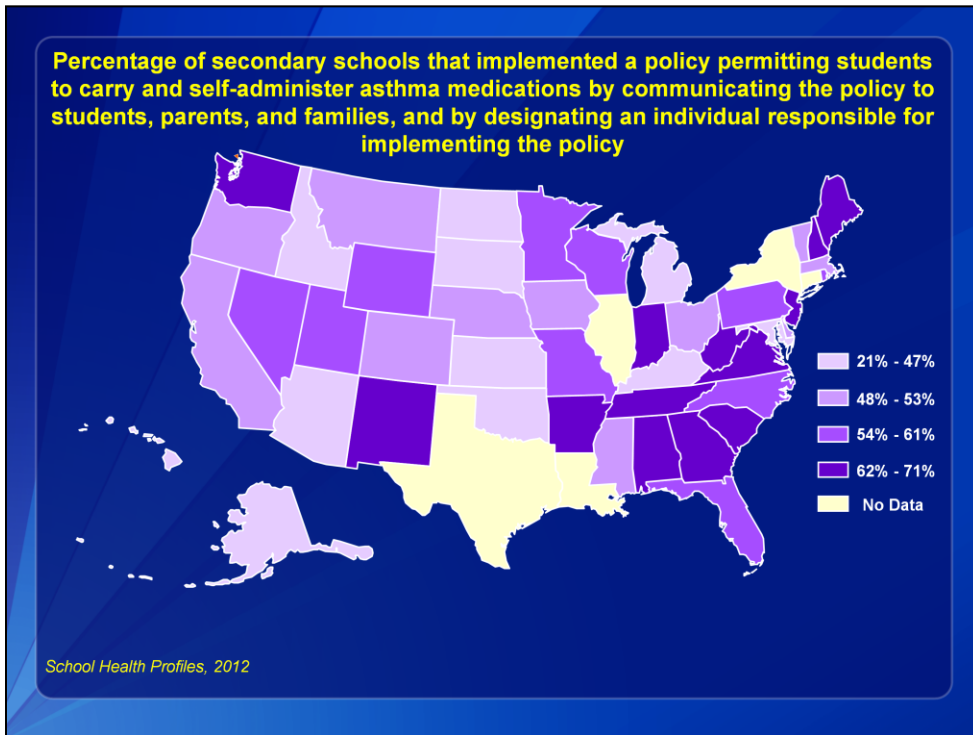 Percentage of secondary schools that implemented a policy permitting students
to carry and self-administer asthma medications by communicating the policy to
students, parents, and families, and by designating an individual responsible for
implementing the policy
21% - 47%
48% - 53%
54% - 61%
62% - 71%
No Data
School Health Profiles, 2012